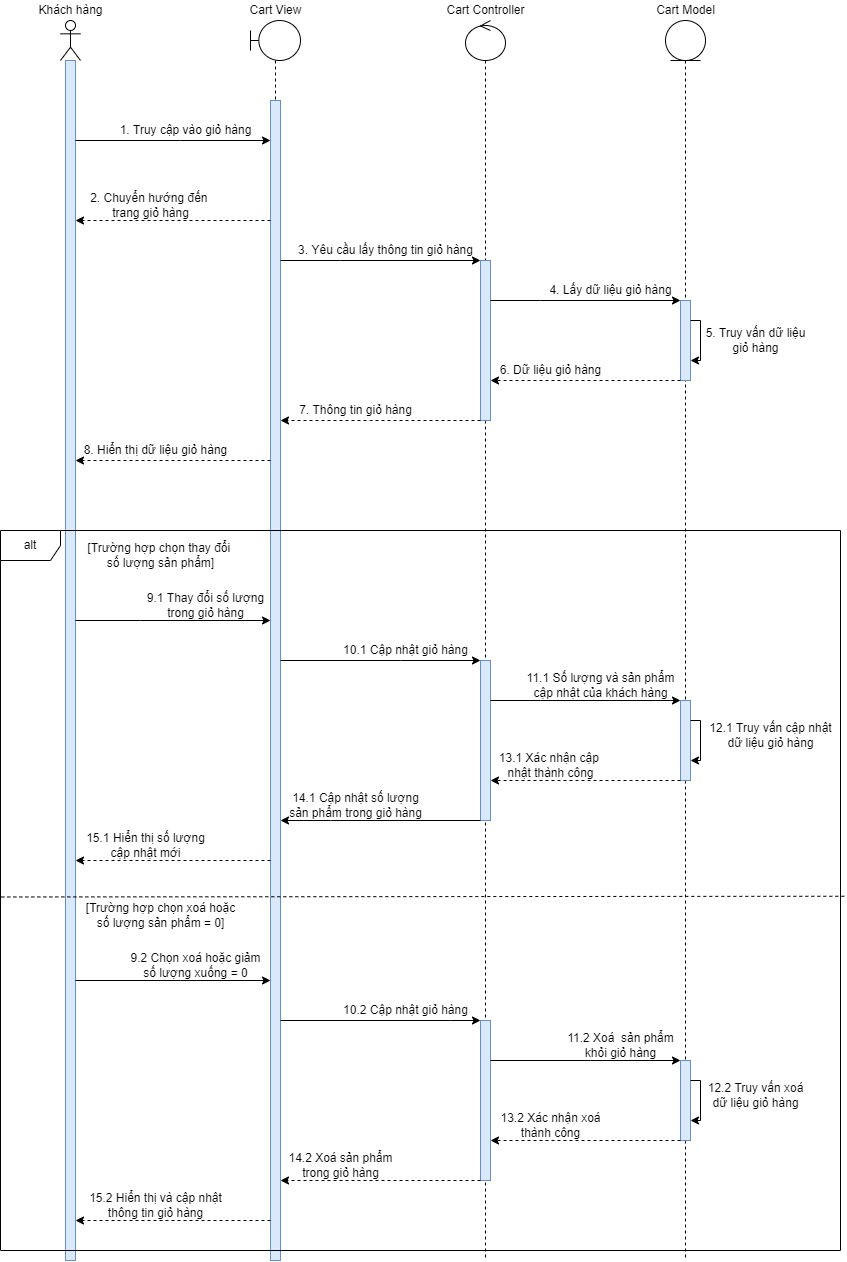 Khách hàng
Cart View
Cart Controller
Cart Model
1. Truy cập vào giỏ hàng
2. Chuyển hướng đến
trang giỏ hàng
3. Yêu cầu lấy thông tin giỏ hàng
4. Lấy dữ liệu giỏ hàng
5. Truy vấn dữ liệu
giỏ hàng
6. Dữ liệu giỏ hàng
7. Thông tin giỏ hàng
8. Hiển thị dữ liệu giỏ hàng
alt
[Trường hợp chọn thay đổi
số lượng sản phẩm]
9.1 Thay đổi số lượng
trong giỏ hàng
10.1 Cập nhật giỏ hàng
11.1 Số lượng và sản phẩm
cập nhật của khách hàng
12.1 Truy vấn cập nhật
dữ liệu giỏ hàng
13.1 Xác nhận cập
nhật thành công
14.1 Cập nhật số lượng
sản phẩm trong giỏ hàng
15.1 Hiển thị số lượng
cập nhật mới
[Trường hợp chọn xoá hoặc
số lượng sản phẩm = 0]
9.2 Chọn xoá hoặc giảm
số lượng xuống = 0
10.2 Cập nhật giỏ hàng
11.2 Xoá  sản phẩm
khỏi giỏ hàng
12.2 Truy vấn xoá
dữ liệu giỏ hàng
13.2 Xác nhận xoá
thành công
14.2 Xoá sản phẩm
trong giỏ hàng
15.2 Hiển thị và cập nhật
thông tin giỏ hàng